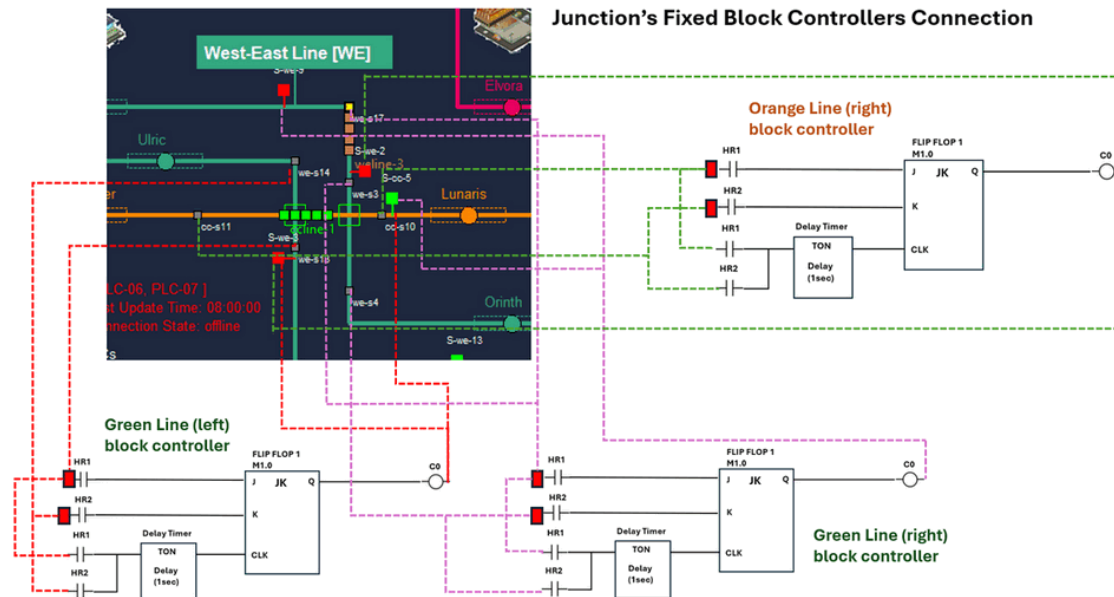 Junction's Fixed Block Controllers Connection
West-East Line [WE]
S-we-9
Elvora
we-s17
Ulric
S-we-2
weline-3
we-s14
S-cc-5
we-s3
Lunaris
er
cc-s11
ccline-1
cc-s10
we-s4
LC-06, PLC-07 ]
st Update Time: 08:00:00
nnection State: offline
Orinth
S-we-13
Orange Line (right)
block controller
HR1
HR2
HR1
HR2
FLIP FLOP 1
M1.0
J
JK
Q
K
CLK
C0
Delay Timer
TON
Delay
(1sec)
Green Line (left)
block controller
HR1
HR2
HR1
HR2
FLIP FLOP 1
M1.0
J
JK
Q
K
CLK
C0
Delay Timer
TON
Delay
(1sec)
HR1
HR2
HR1
HR2
FLIP FLOP 1
M1.0
J
JK
Q
K
CLK
C0
Delay Timer
TON
Delay
(1sec)
Green Line (right)
block controller